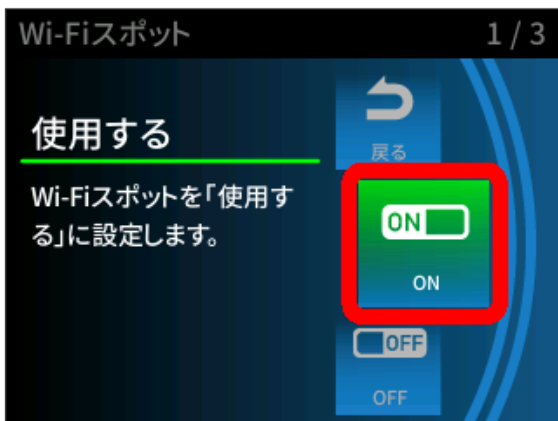 Wi-Fiスポット
1 / 3
使用する
Wi-Fiスポットを「使用す
る」に設定します。
戻る
ON
ON
OFF
OFF